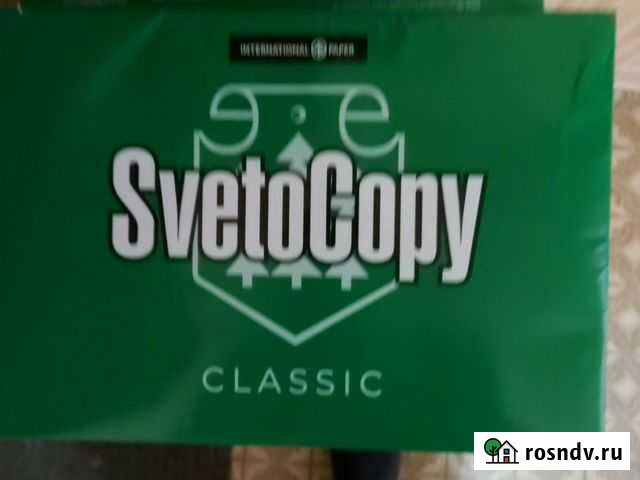 INTERNATIONAL PAPER
SvetoCopy
CLASSIC
rosndv.ru